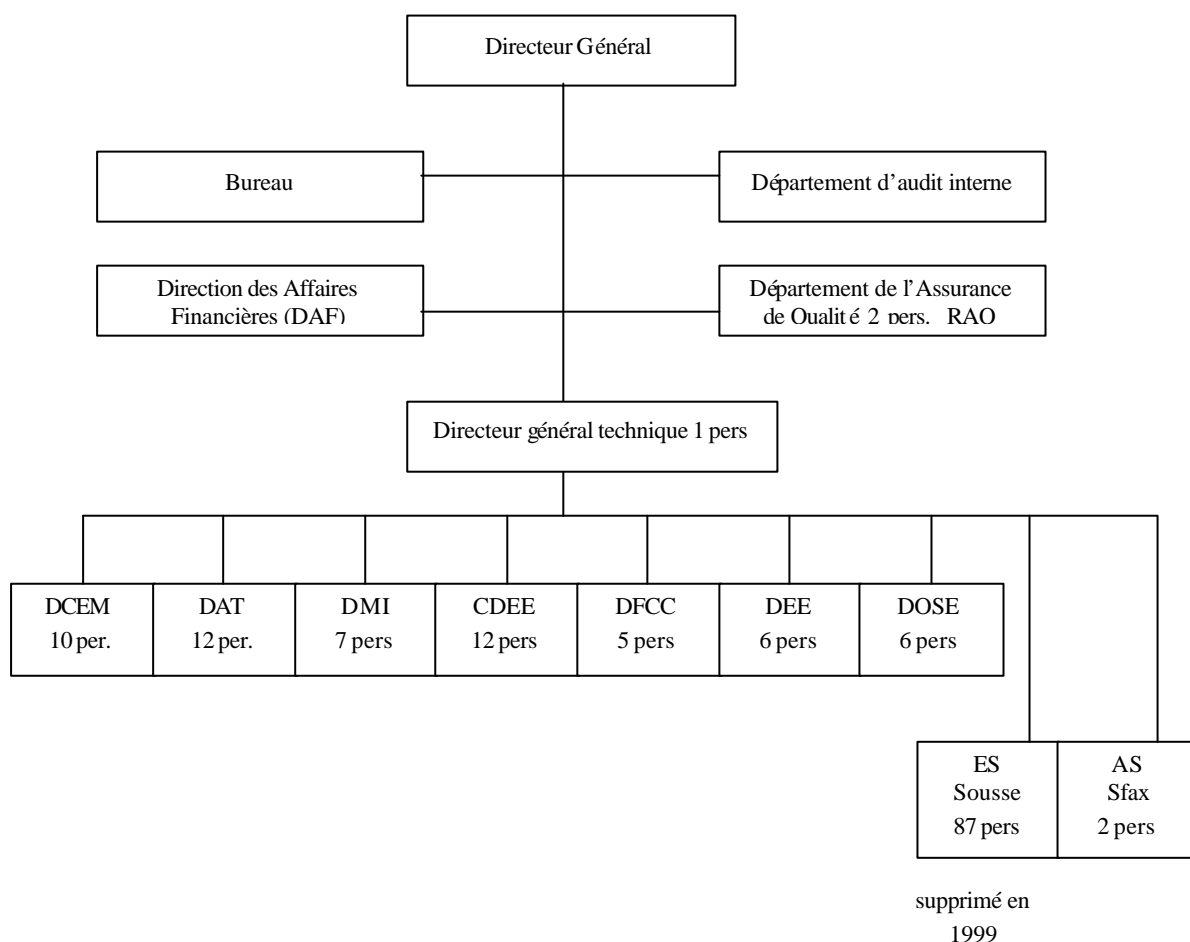 Directeur Général
Bureau
Département d’audit interne
Direction des Affaires
Financières (DAF)
Département de l’Assurance
de Qualité 2 pers. RAQ
Directeur général technique 1 pers
DCEM
10 per.
DAT
12 per.
DMI
7 pers
CDEE
12 pers
DFCC
5 pers
DEE
6 pers
DOSE
6 pers
ES
Sousse
87 pers
AS
Sfax
2 pers
supprimé en
1999